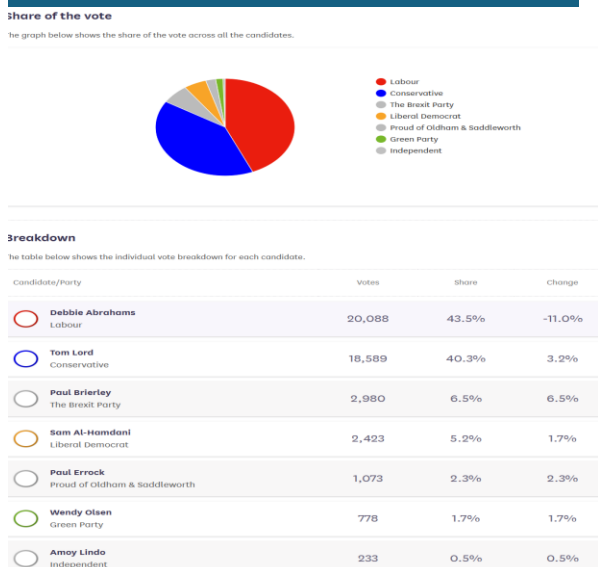 Share of the vote
The graph below shows the share of the vote across all the candidates.
Labour
Conservative
The Brexit Party
Liberal Democrat
Proud of Oldham & Saddleworth
Green Party
Independent
Breakdown
The table below shows the individual vote breakdown for each candidate.
Candidate/Party Votes Share Change
Debbie Abrahams
Labour
20,088 43.5% -11.0%
Tom Lord
Conservative
18,589 40.3% 3.2%
Paul Brierley
The Brexit Party
2,980 6.5% 6.5%
Sam Al-Hamdani
Liberal Democrat
2,423 5.2% 1.7%
Paul Errock
Proud of Oldham & Saddleworth
1,073 2.3% 2.3%
Wendy Olsen
Green Party
778 1.7% 1.7%
Amoy Lindo
Independent
233 0.5% 0.5%